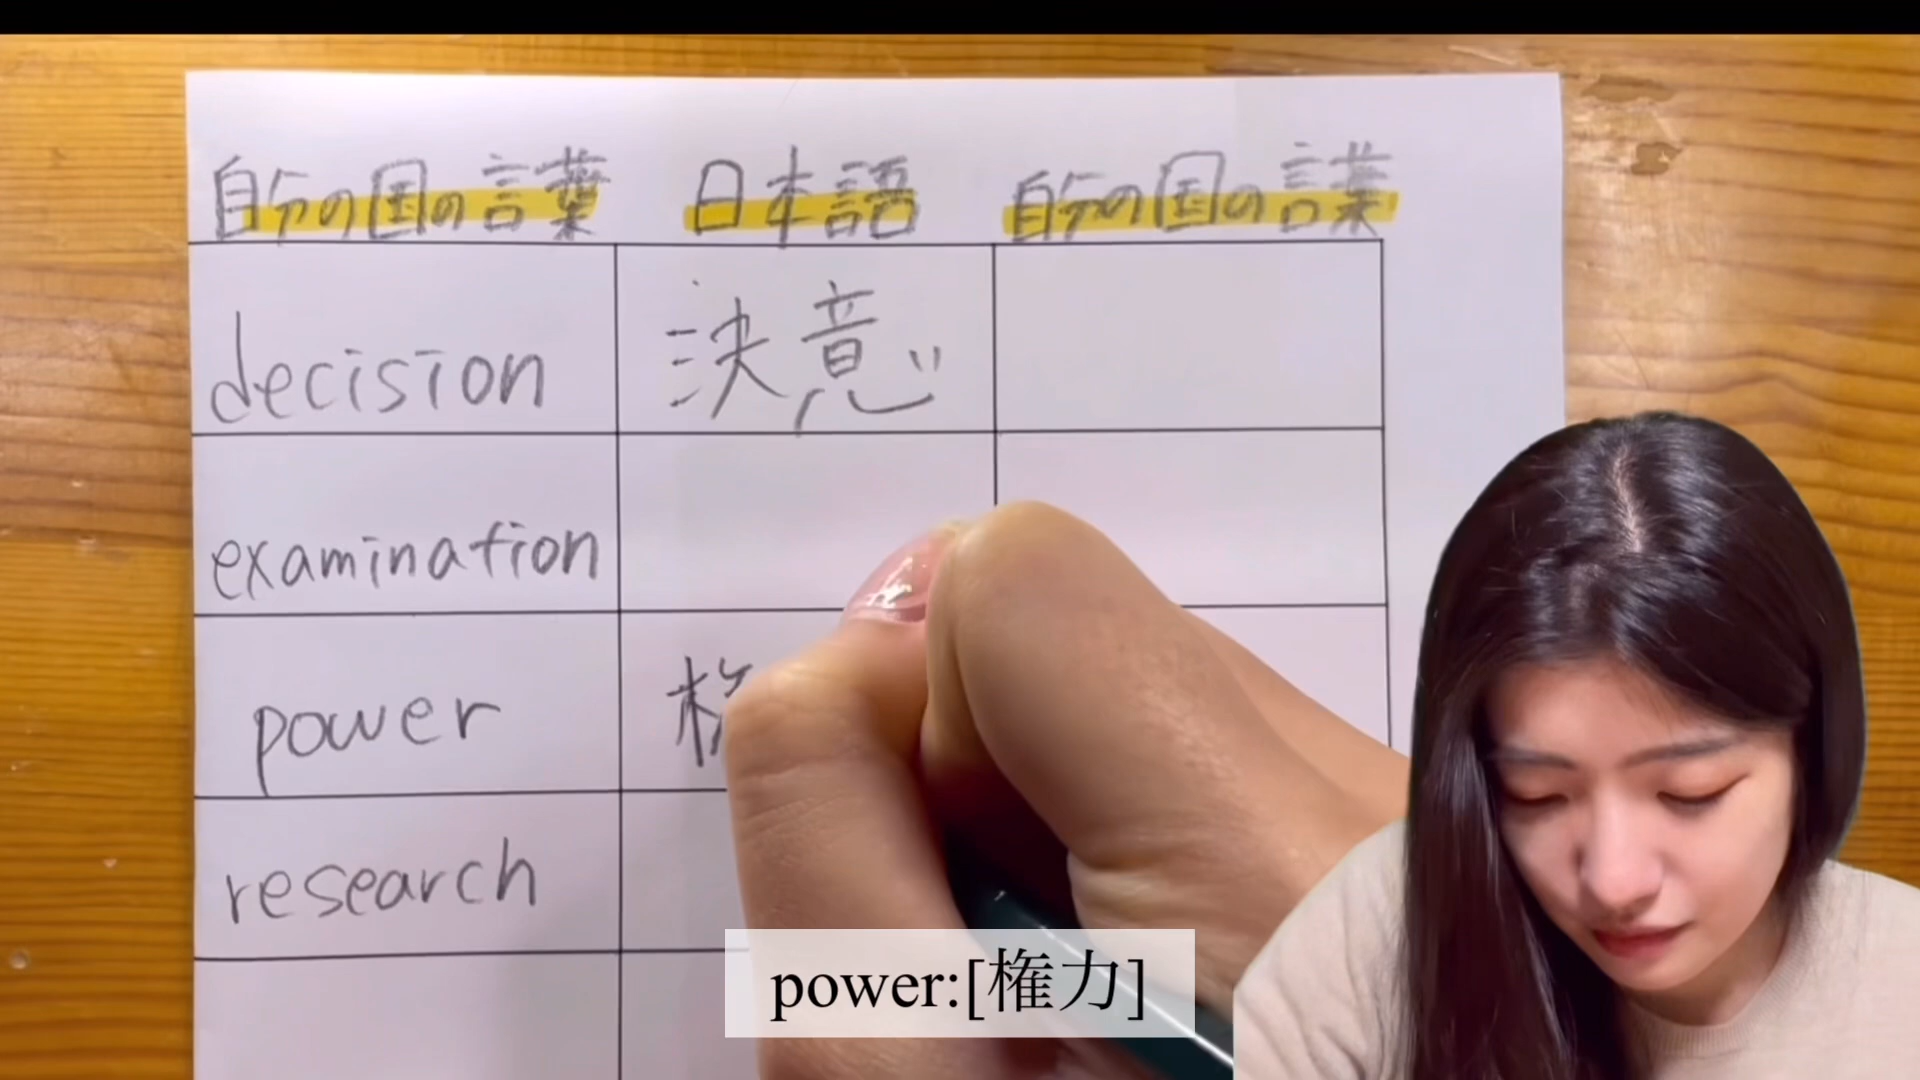 自分の国の言葉 日本語 自分の国の言葉
decision 決意
examination
power 権
research
power:[権力]